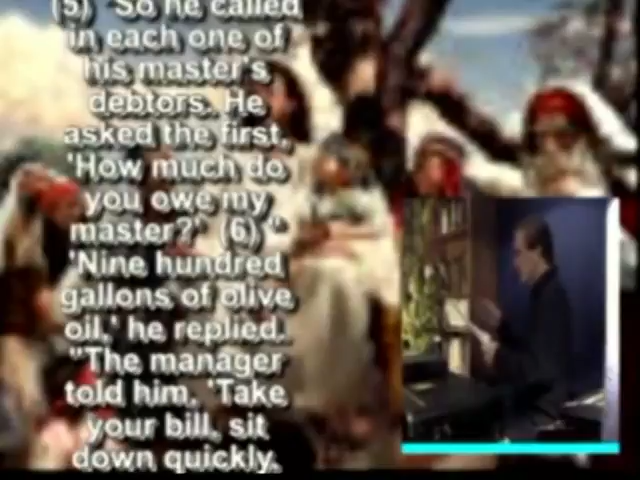 (5) "So he called
in each one of
his master's
debtors. He
asked the first,
'How much do
you owe my
master?' (6) "
'Nine hundred
gallons of olive
oil,' he replied.
"The manager
told him, 'Take
your bill, sit
down quickly,